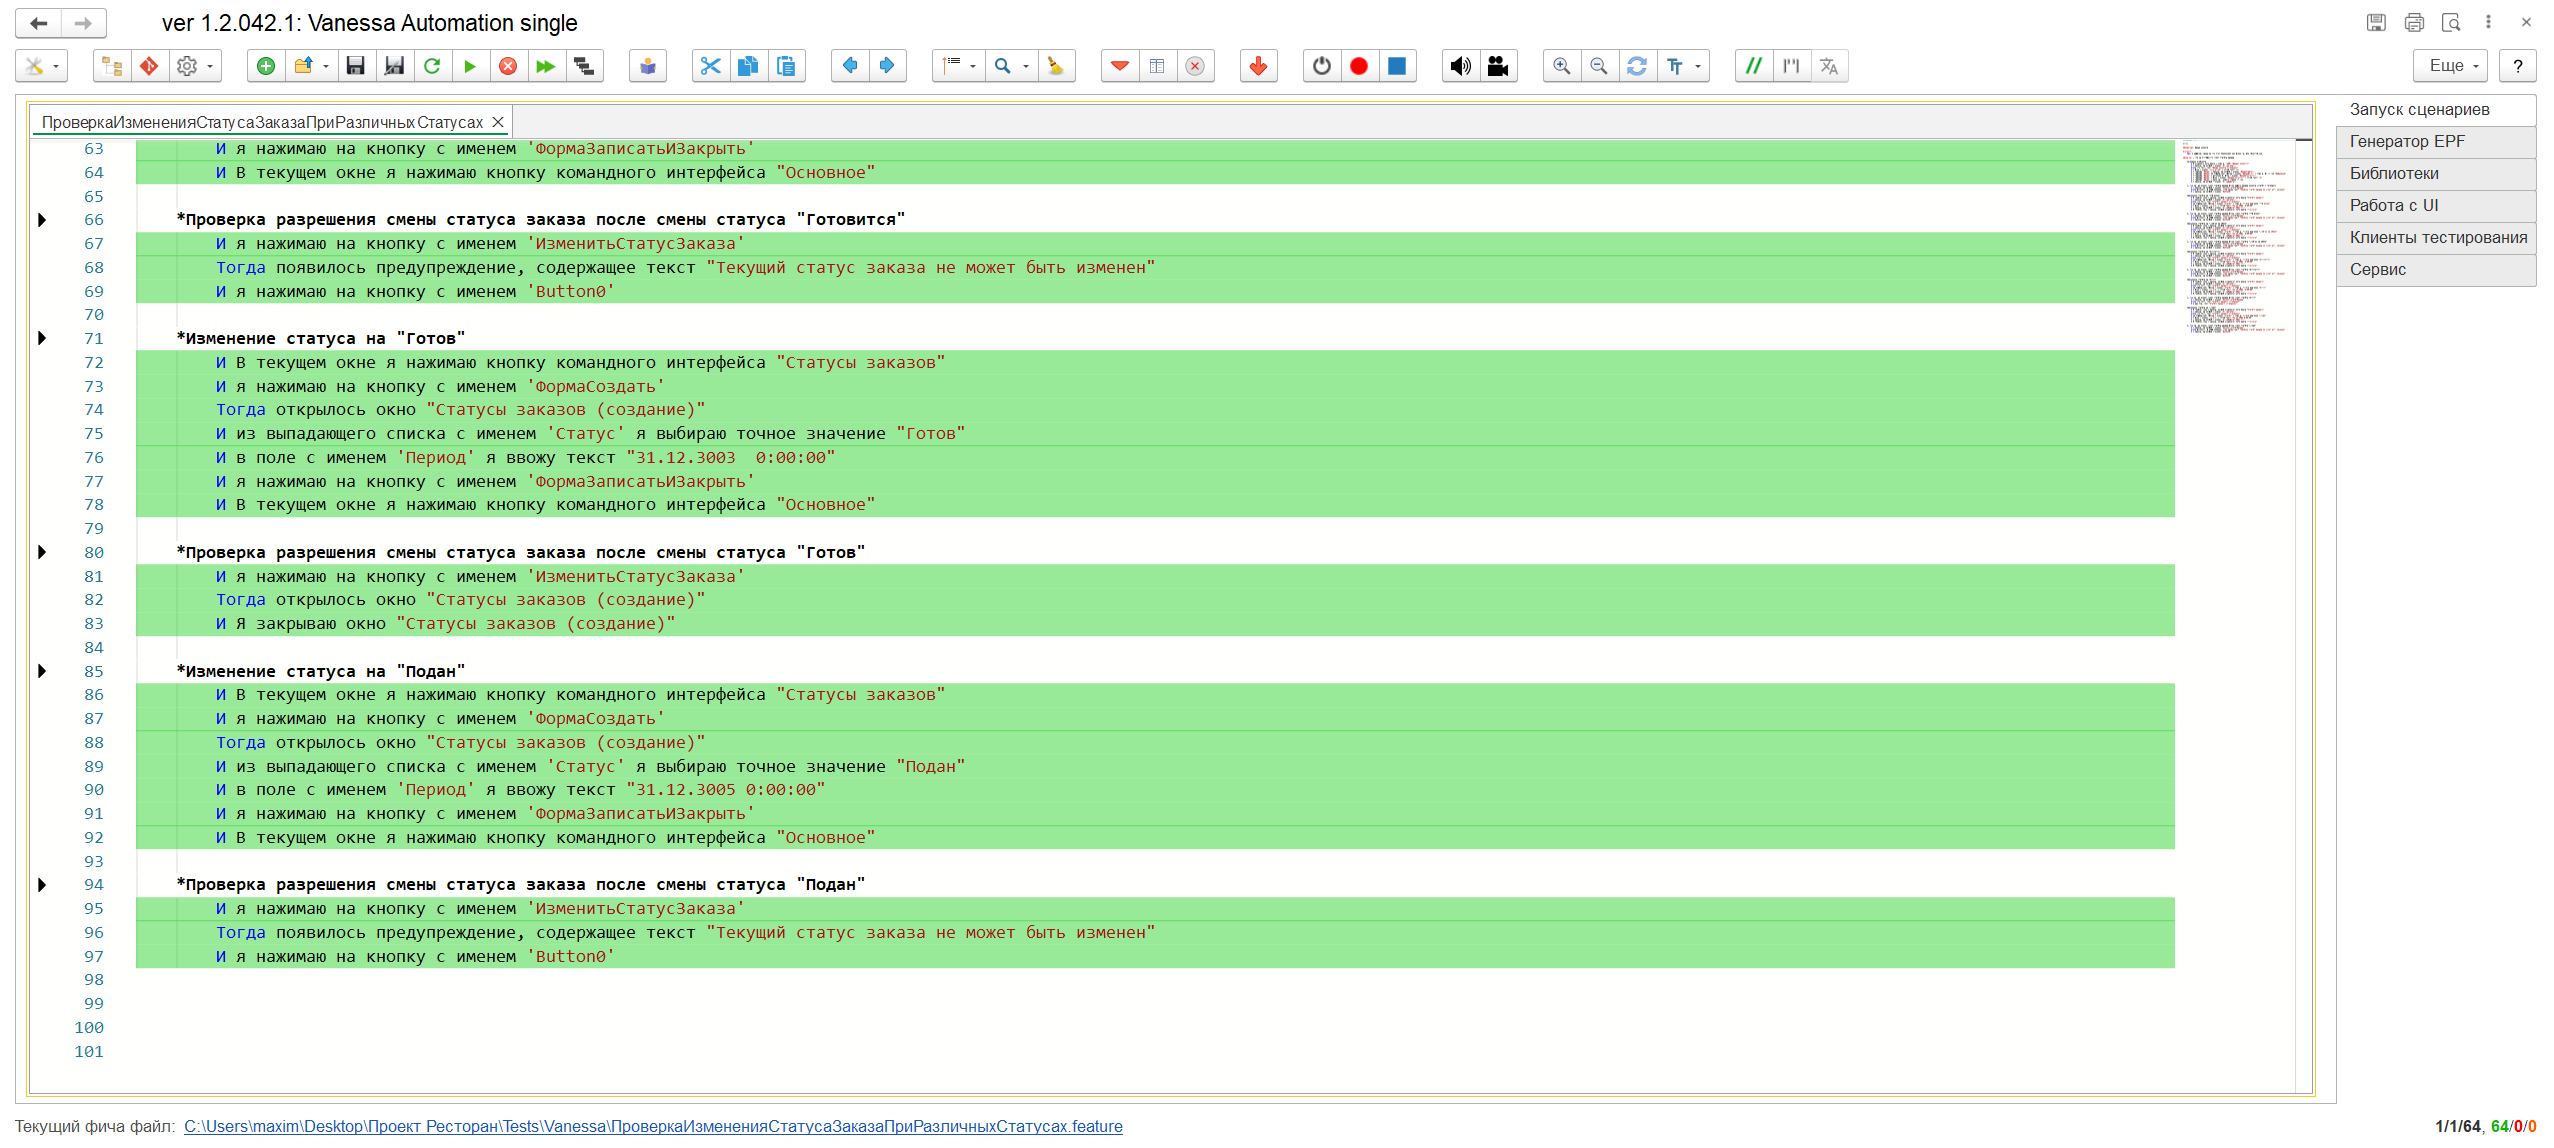 ver 1.2.042.1: Vanessa Automation single
Еще
?
ПроверкаИзмененияСтатусаЗаказаПриРазличныхСтатусах
63 И я нажимаю на кнопку с именем 'ФормаЗаписатьИЗакрыть'
64 И В текущем окне я нажимаю кнопку командного интерфейса "Основное"
65
66 *Проверка разрешения смены статуса заказа после смены статуса "Готовится"
67 И я нажимаю на кнопку с именем 'ИзменитьСтатусЗаказа'
68 Тогда появилось предупреждение, содержащее текст "Текущий статус заказа не может быть изменен"
69 И я нажимаю на кнопку с именем 'Button0'
70
71 *Изменение статуса на "Готов"
72 И В текущем окне я нажимаю кнопку командного интерфейса "Статусы заказов"
73 И я нажимаю на кнопку с именем 'ФормаСоздать'
74 Тогда открылось окно "Статусы заказов (создание)"
75 И из выпадающего списка с именем 'Статус' я выбираю точное значение "Готов"
76 И в поле с именем 'Период' я ввожу текст "31.12.3003  0:00:00"
77 И я нажимаю на кнопку с именем 'ФормаЗаписатьИЗакрыть'
78 И В текущем окне я нажимаю кнопку командного интерфейса "Основное"
79
80 *Проверка разрешения смены статуса заказа после смены статуса "Готов"
81 И я нажимаю на кнопку с именем 'ИзменитьСтатусЗаказа'
82 Тогда открылось окно "Статусы заказов (создание)"
83 И Я закрываю окно "Статусы заказов (создание)"
84
85 *Изменение статуса на "Подан"
86 И В текущем окне я нажимаю кнопку командного интерфейса "Статусы заказов"
87 И я нажимаю на кнопку с именем 'ФормаСоздать'
88 Тогда открылось окно "Статусы заказов (создание)"
89 И из выпадающего списка с именем 'Статус' я выбираю точное значение "Подан"
90 И в поле с именем 'Период' я ввожу текст "31.12.3005 0:00:00"
91 И я нажимаю на кнопку с именем 'ФормаЗаписатьИЗакрыть'
92 И В текущем окне я нажимаю кнопку командного интерфейса "Основное"
93
94 *Проверка разрешения смены статуса заказа после смены статуса "Подан"
95 И я нажимаю на кнопку с именем 'ИзменитьСтатусЗаказа'
96 Тогда появилось предупреждение, содержащее текст "Текущий статус заказа не может быть изменен"
97 И я нажимаю на кнопку с именем 'Button0'
98
99
100
101
Запуск сценариев
Генератор EPF
Библиотеки
Работа с UI
Клиенты тестирования
Сервис
Текущий фича файл: C:\Users\maxim\Desktop\Проект Ресторан\Tests\Vanessa\ПроверкаИзмененияСтатусаЗаказаПриРазличныхСтатусах.feature
1/1/64, 64/0/0